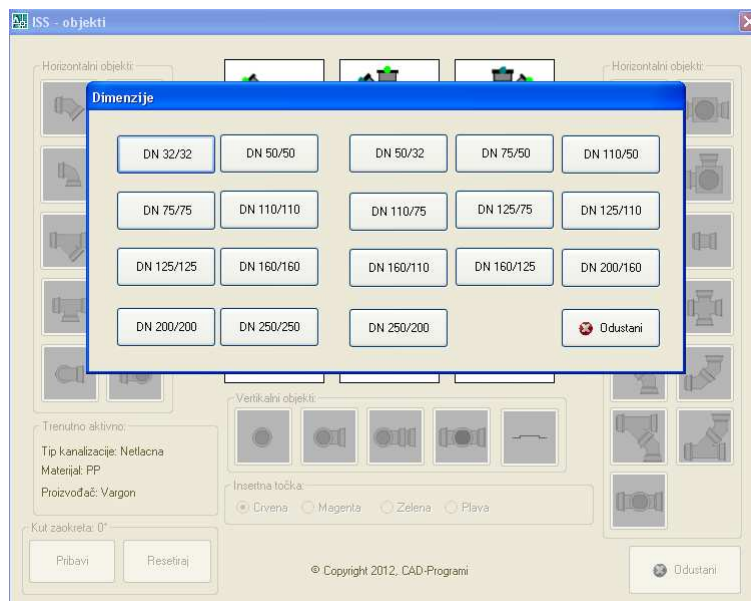 ISS - objekti
Horizontalni objekti:
Horizontalni objekti:
Dimenzije
DN 32/32
DN 50/50
DN 50/32
DN 75/50
DN 110/50
DN 75/75
DN 110/110
DN 110/75
DN 125/75
DN 125/110
DN 125/125
DN 160/160
DN 160/110
DN 160/125
DN 200/160
DN 200/200
DN 250/250
DN 250/200
Odustani
Vertikalni objekti:
Trenutno aktivno:
Tip kanalizacije: Netlacna
Materijal: PP
Proizvođač: Vargon
Insertna točka:
Crvena
Magenta
Zelena
Plava
Kut zaokreta: 0°
Pribavi
Resetiraj
© Copyright 2012, CAD-Programi
Odustani